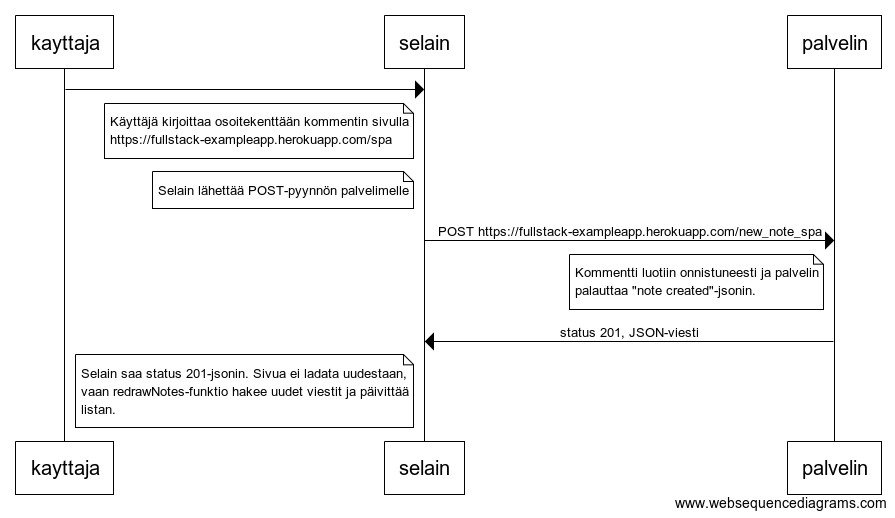 kayttaja
selain
palvelin
Käyttäjä kirjoittaa osoitekenttään kommentin sivulla
https://fullstack-exampleapp.herokuapp.com/spa
Selain lähettää POST-pyynnön palvelimelle
POST https://fullstack-exampleapp.herokuapp.com/new_note_spa
Kommentti luotiin onnistuneesti ja palvelin
palauttaa "note created"-jsonin.
status 201, JSON-viesti
Selain saa status 201-jsonin. Sivua ei ladata uudestaan,
vaan redrawNotes-funktio hakee uudet viestit ja päivittää
listan.
kayttaja
selain
palvelin
www.websequencediagrams.com